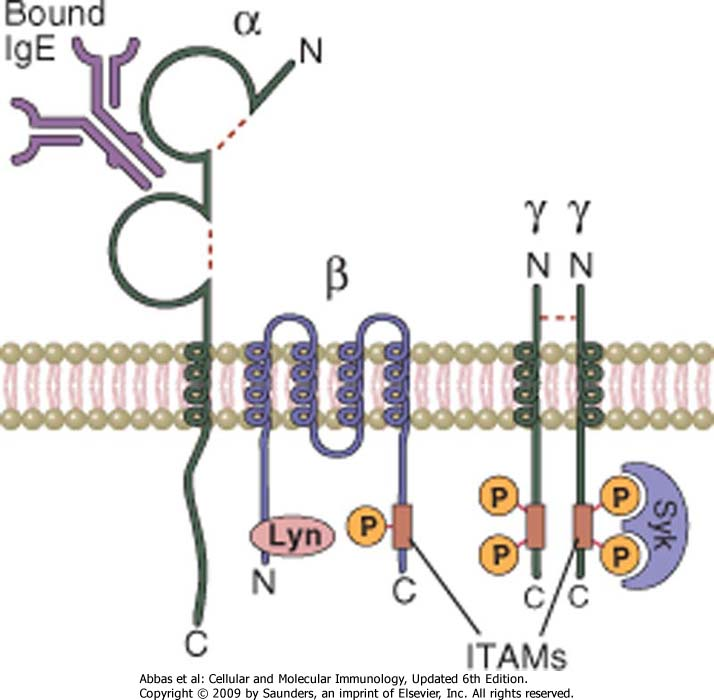 Bound
IgE
α
N
γ γ
N N
β
P
P
P
P
P
Syk
Lyn
N
C
C
C
C
ITAMs
Abbas et al: Cellular and Molecular Immunology, Updated 6th Edition.
Copyright © 2009 by Saunders, an imprint of Elsevier, Inc. All rights reserved.